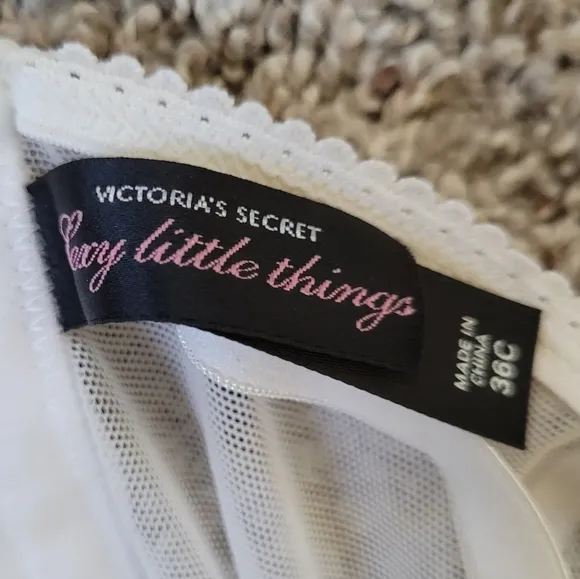 VICTORIA'S SECRET
Sexy little things
MADE IN
CHINA
36C